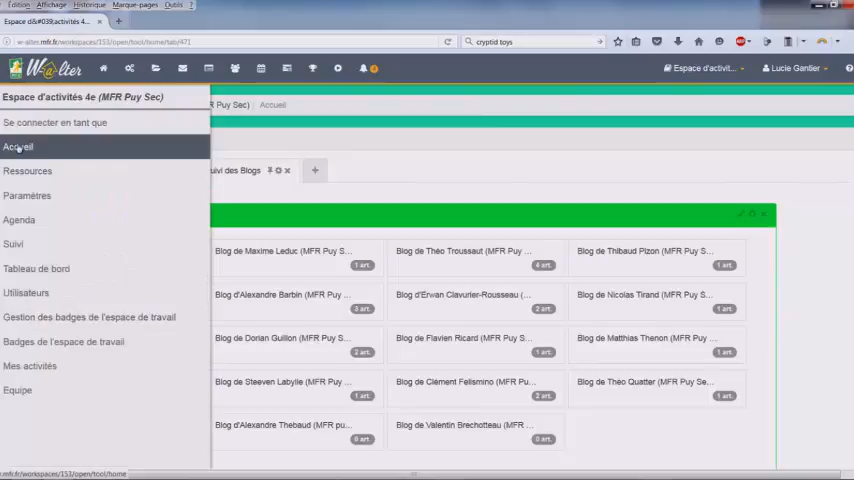 Édition Affichage Historique Marque-pages Outils ?
Espace d&#039;activités 4...
w-alter.mfr.fr/workspaces/153/open/tool/home/tab/471
cryptid toys
W@lter
2
Espace d'activit...
Lucie Gantier
Espace d'activités 4e (MFR Puy Sec)
R Puy Sec) Accueil
Se connecter en tant que
Accueil
Ressources
uivi des Blogs
Paramètres
Agenda
Suivi
Tableau de bord
Utilisateurs
Gestion des badges de l'espace de travail
Badges de l'espace de travail
Mes activités
Equipe
Blog de Maxime Leduc (MFR Puy S...
1 art.
Blog de Théo Troussaut (MFR Puy ...
4 art.
Blog de Thibaud Pizon (MFR Puy S...
1 art.
Blog d'Alexandre Barbin (MFR Puy ...
3 art.
Blog d'Erwan Clavurier-Rousseau (...
2 art.
Blog de Nicolas Tirand (MFR Puy S...
1 art.
Blog de Dorian Guillon (MFR Puy S...
2 art.
Blog de Flavien Ricard (MFR Puy S...
1 art.
Blog de Matthias Thenon (MFR Puy ...
1 art.
Blog de Steeven Labylle (MFR Puy ...
1 art.
Blog de Clément Felismino (MFR Pu...
2 art.
Blog de Théo Quatter (MFR Puy Se...
1 art.
Blog d'Alexandre Thebaud (MFR pu...
0 art.
Blog de Valentin Brechotteau (MFR ...
0 art.
.mfr.fr/workspaces/153/open/tool/home